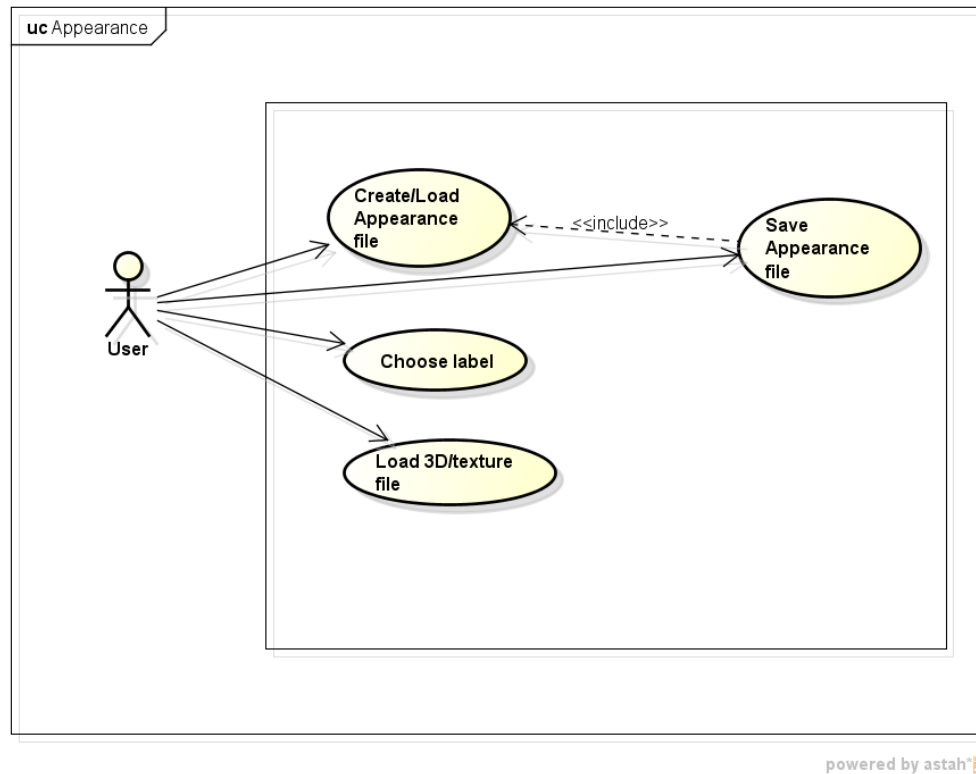 uc Appearance
Create/Load
Appearance
file
<<include>>
Save
Appearance
file
User
Choose label
Load 3D/texture
file
powered by astah*